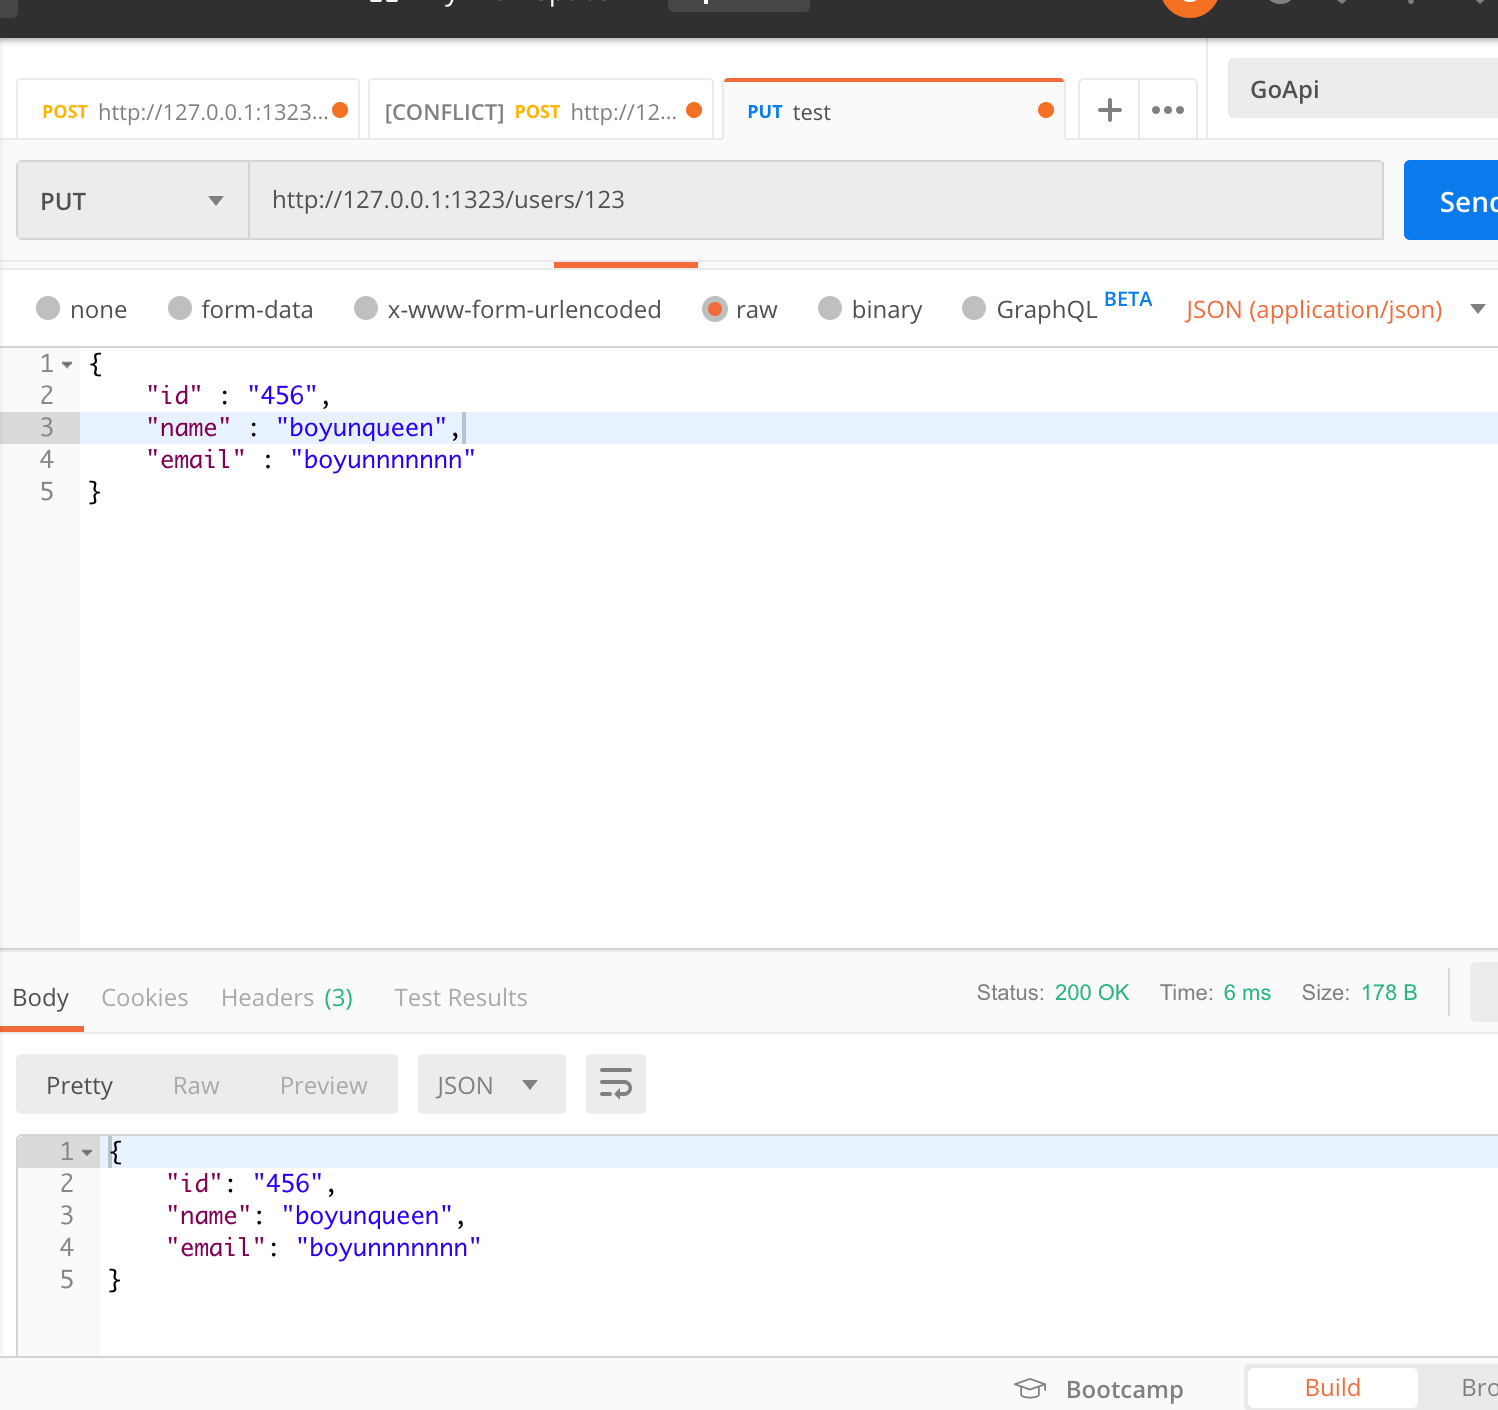 POST http://127.0.0.1:1323...
[CONFLICT] POST http://12...
PUT test
GoApi
PUT
http://127.0.0.1:1323/users/123
Send
none
form-data
x-www-form-urlencoded
raw
binary
GraphQL BETA
JSON (application/json)
1 {
2 "id" : "456",
3 "name" : "boyunqueen",
4 "email" : "boyunnnnnnn"
5 }
Body Cookies Headers (3) Test Results
Status: 200 OK Time: 6 ms Size: 178 B
Pretty Raw Preview JSON
1 {
2 "id": "456",
3 "name": "boyunqueen",
4 "email": "boyunnnnnnn"
5 }
Bootcamp Build Bro